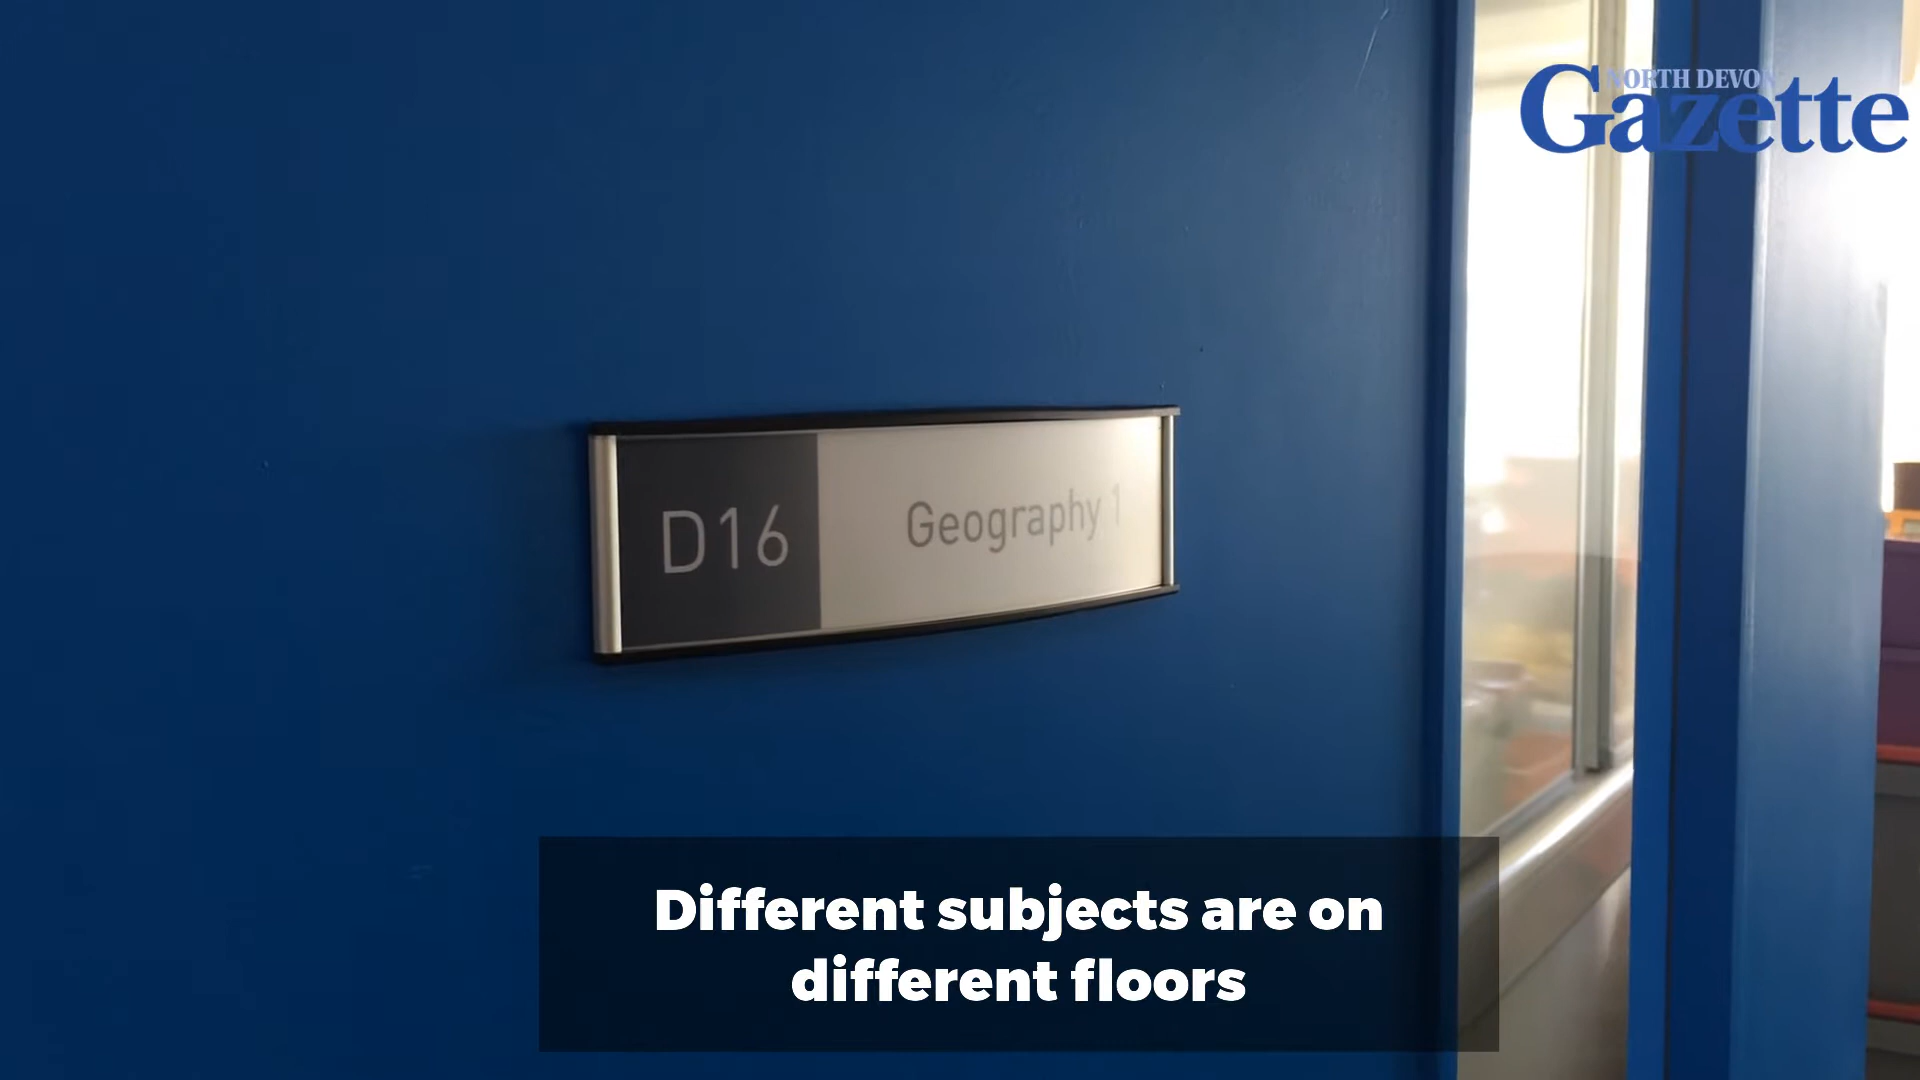 NORTH DEVON
Gazette
D16
Geography 1
Different subjects are on
different floors